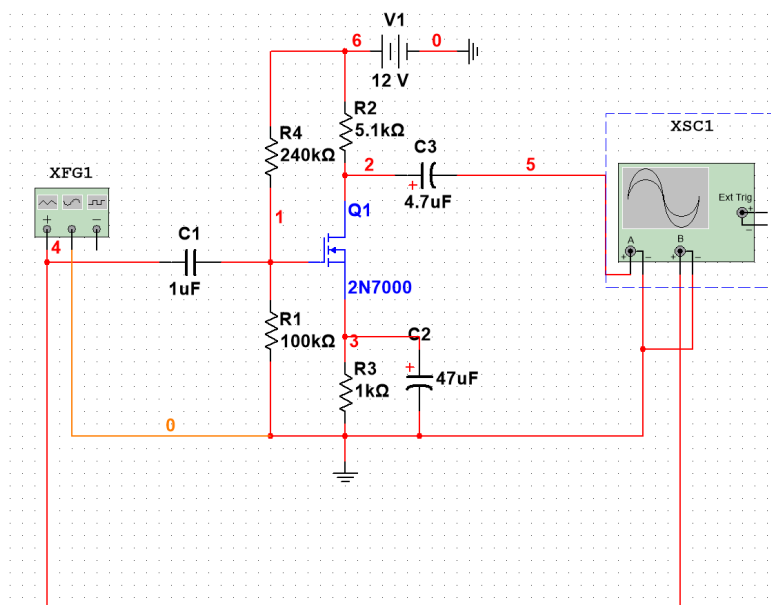 V1
6
0
12 V
R2
5.1kΩ
XSC1
R4
240kΩ
C3
2
5
+
4.7uF
XFG1
Ext Trig
+
–
1
Q1
A
B
+
–
+
–
+
–
4
C1
1uF
2N7000
R1
100kΩ
3
C2
+
R3
1kΩ
47uF
0